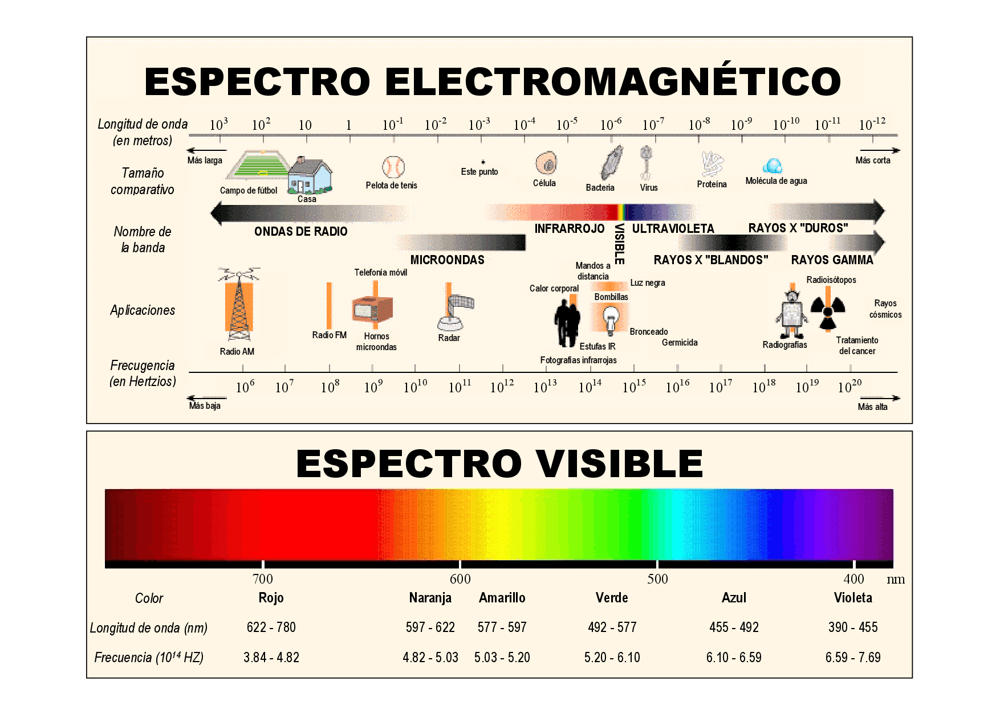 ESPECTRO ELECTROMAGNÉTICO
Longitud de onda
(en metros)
10³ 10² 10 1 10⁻¹ 10⁻² 10⁻³ 10⁻⁴ 10⁻⁵ 10⁻⁶ 10⁻⁷ 10⁻⁸ 10⁻⁹ 10⁻¹⁰ 10⁻¹¹ 10⁻¹²
Más larga
Más corta
Tamaño
comparativo
Campo de fútbol
Casa
Pelota de tenis
Este punto
Célula
Bacteria
Virus
Proteína
Molécula de agua
Nombre de
la banda
ONDAS DE RADIO
INFRARROJO
VISIBLE
ULTRAVIOLETA
RAYOS X "DUROS"
MICROONDAS
RAYOS X "BLANDOS"
RAYOS GAMMA
Aplicaciones
Radio AM
Radio FM
Telefonía móvil
Hornos
microondas
Radar
Calor corporal
Mandos a
distancia
Luz negra
Bombillas
Bronceado
Estufas IR
Germicida
Fotografías infrarrojas
Radiografías
Radioisótopos
Tratamiento
del cancer
Rayos
cósmicos
Frecugencia
(en Hertzios)
10⁶ 10⁷ 10⁸ 10⁹ 10¹⁰ 10¹¹ 10¹² 10¹³ 10¹⁴ 10¹⁵ 10¹⁶ 10¹⁷ 10¹⁸ 10¹⁹ 10²⁰
Más baja
Más alta
ESPECTRO VISIBLE
700 600 500 400 nm
Color Rojo Naranja Amarillo Verde Azul Violeta
Longitud de onda (nm) 622 - 780 597 - 622 577 - 597 492 - 577 455 - 492 390 - 455
Frecuencia (10¹⁴ HZ) 3.84 - 4.82 4.82 - 5.03 5.03 - 5.20 5.20 - 6.10 6.10 - 6.59 6.59 - 7.69